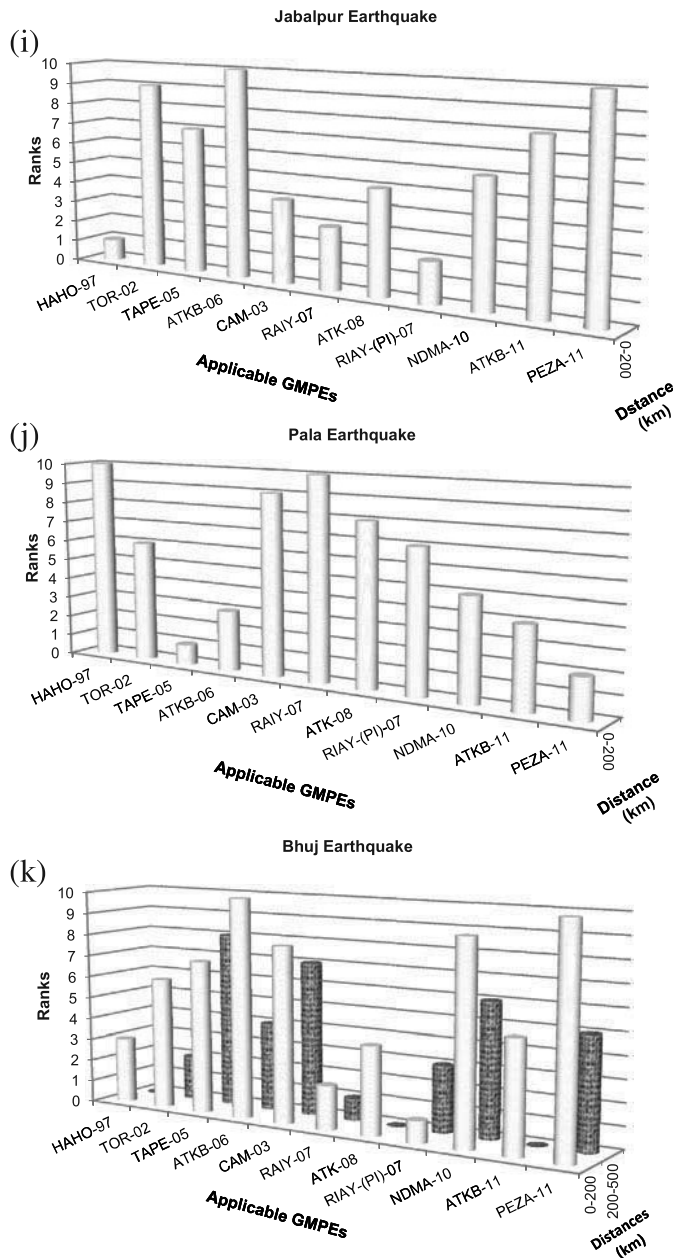 Jabalpur Earthquake
(i)
10
9
8
7
6
5
4
3
2
1
0
Ranks
HAHO-97
TOR-02
TAPE-05
ATKB-06
CAM-03
RAIY-07
ATK-08
RIAY-(PI)-07
NDMA-10
ATKB-11
PEZA-11
0-200
Applicable GMPEs
Dstance
(km)
(j)
Pala Earthquake
10
9
8
7
6
5
4
3
2
1
0
Ranks
HAHO-97
TOR-02
TAPE-05
ATKB-06
CAM-03
RAIY-07
ATK-08
RIAY-(PI)-07
NDMA-10
ATKB-11
PEZA-11
0-200
Applicable GMPEs
Distance
(km)
Bhuj Earthquake
(k)
10
9
8
7
6
5
4
3
2
1
0
Ranks
HAHO-97
TOR-02
TAPE-05
ATKB-06
CAM-03
RAIY-07
ATK-08
RIAY-(PI)-07
NDMA-10
ATKB-11
PEZA-11
0-200
200-500
Applicable GMPEs
Distances
(km)